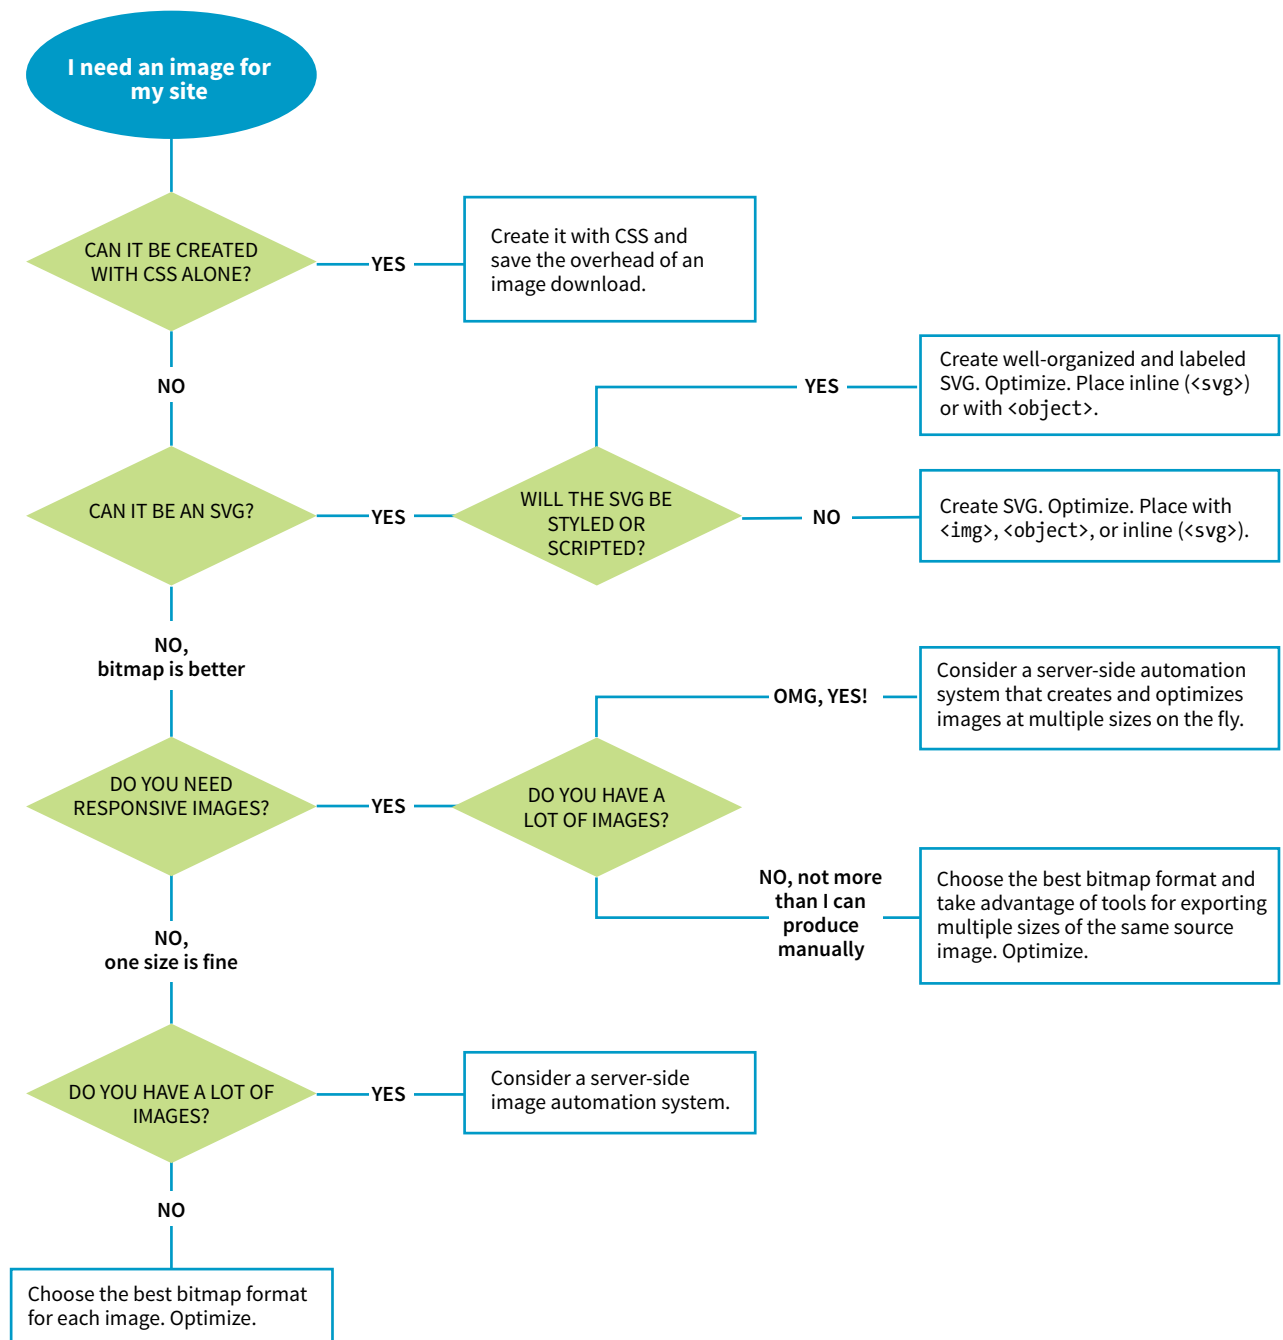 I need an image for
my site
CAN IT BE CREATED
WITH CSS ALONE?
YES
Create it with CSS and
save the overhead of an
image download.
NO
CAN IT BE AN SVG?
YES
WILL THE SVG BE
STYLED OR
SCRIPTED?
YES
Create well-organized and labeled
SVG. Optimize. Place inline (<svg>)
or with <object>.
NO
Create SVG. Optimize. Place with
<img>, <object>, or inline (<svg>).
NO,
bitmap is better
DO YOU NEED
RESPONSIVE IMAGES?
YES
DO YOU HAVE A
LOT OF IMAGES?
OMG, YES!
Consider a server-side automation
system that creates and optimizes
images at multiple sizes on the fly.
NO, not more
than I can
produce
manually
Choose the best bitmap format and
take advantage of tools for exporting
multiple sizes of the same source
image. Optimize.
NO,
one size is fine
DO YOU HAVE A LOT OF
IMAGES?
YES
Consider a server-side
image automation system.
NO
Choose the best bitmap format
for each image. Optimize.